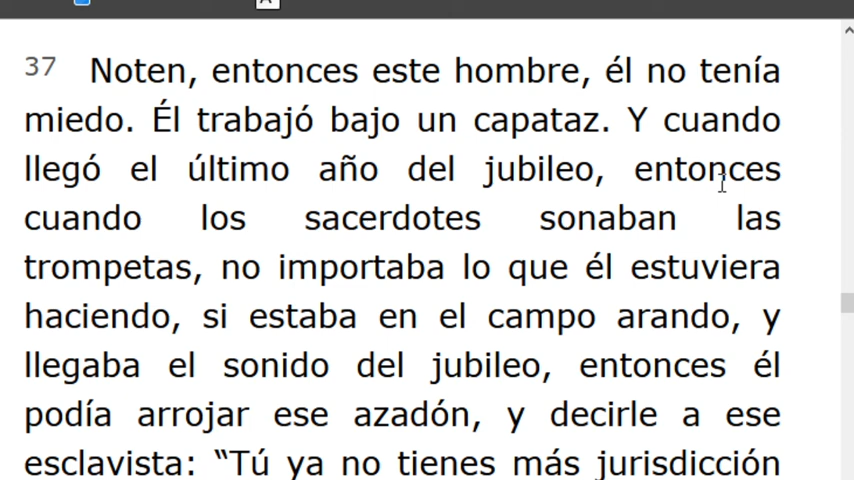 37 Noten, entonces este hombre, él no tenía
miedo. Él trabajó bajo un capataz. Y cuando
llegó el último año del jubileo, entonces
cuando los sacerdotes sonaban las
trompetas, no importaba lo que él estuviera
haciendo, si estaba en el campo arando, y
llegaba el sonido del jubileo, entonces él
podía arrojar ese azadón, y decirle a ese
esclavista: “Tú ya no tienes más jurisdicción